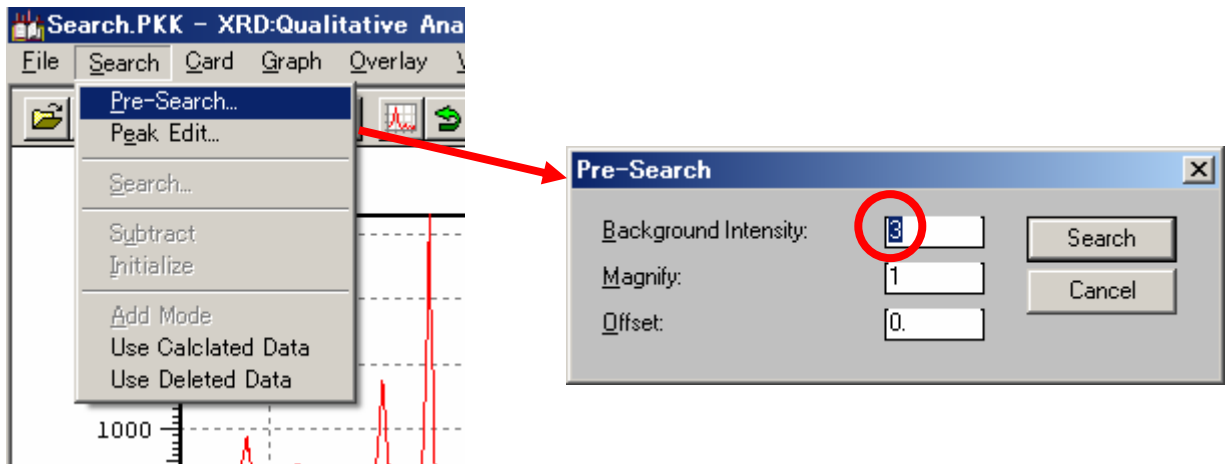 Search.PKK - XRD:Qualitative Ana
File Search Card Graph Overlay
Pre-Search...
Peak Edit...
Search...
Subtract
Initialize
Add Mode
Use Calclated Data
Use Deleted Data
1000
Pre-Search
Background Intensity: 3
Search
Magnify: 1
Cancel
Offset: 0.